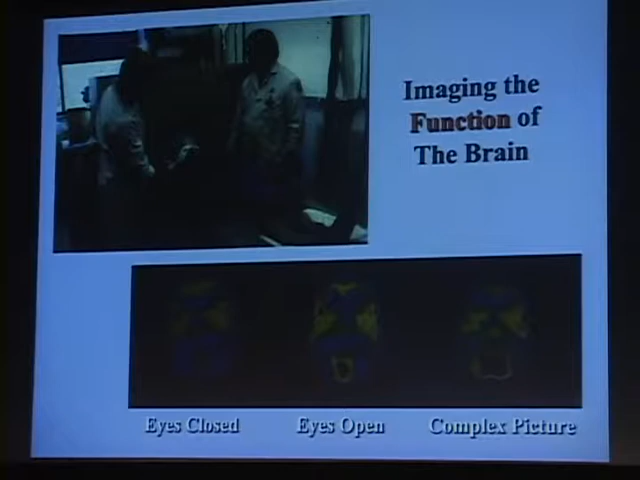 Imaging the
Function of
The Brain
Eyes Closed
Eyes Open
Complex Picture